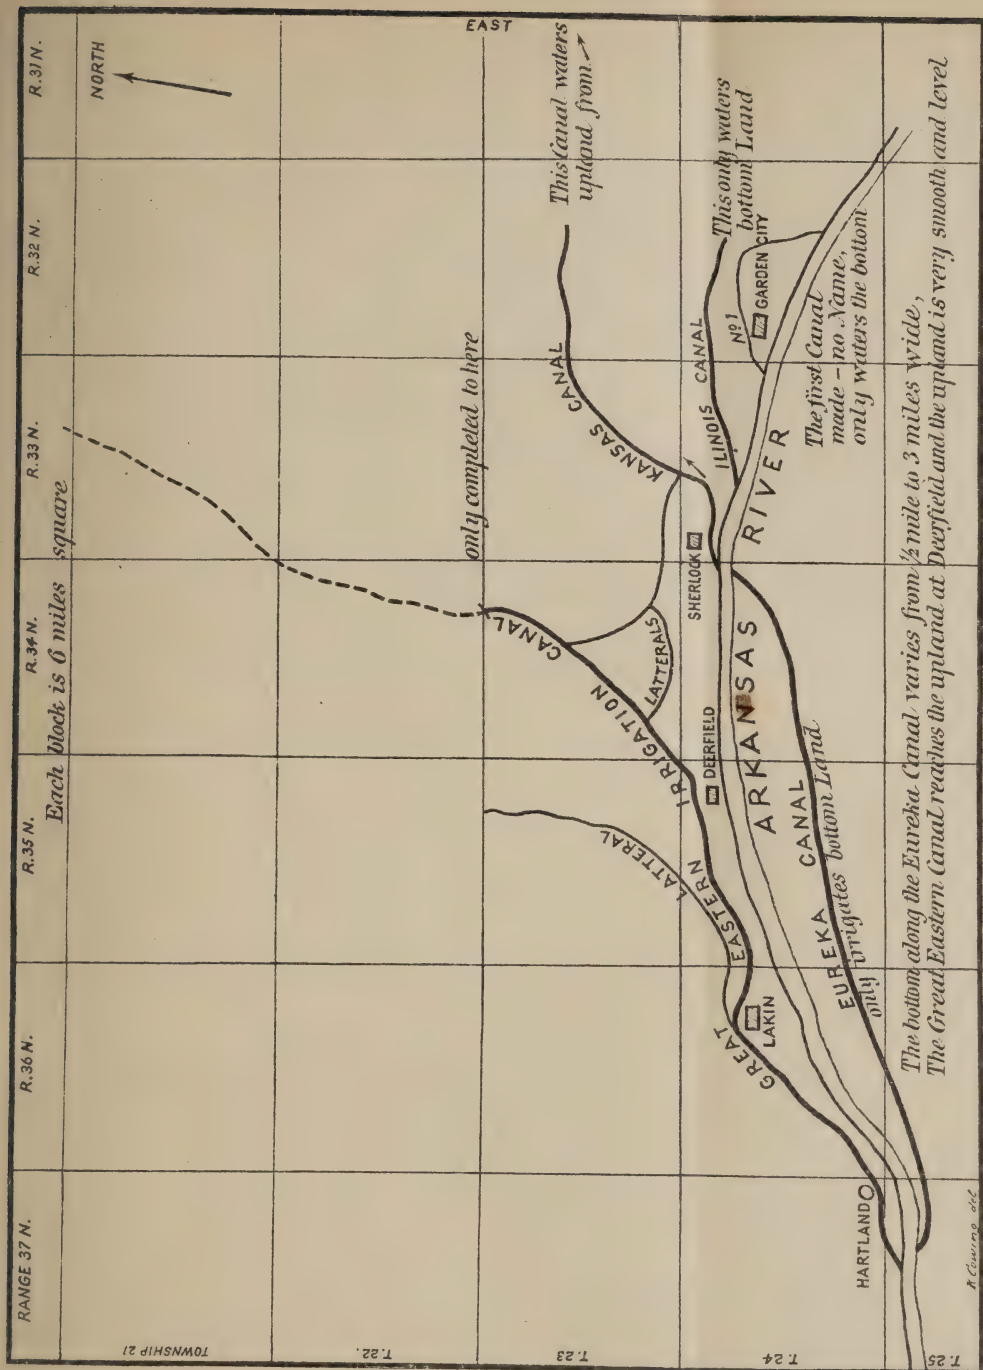 RANGE 37 N.
R.36 N.
R.35 N.
R.34 N.
R.33 N.
R.32 N.
R.31 N.
Each block is 6 miles square
NORTH
EAST
TOWNSHIP 21
T.22.
T.23
T.24
T.25
only completed to here
This Canal waters
upland from
KANSAS CANAL
This only waters
bottom Land
ILINOIS CANAL
Nº 1
GARDEN CITY
The first Canal
made – no Name,
only waters the bottom
SHERLOCK
LATTERALS
LATTERAL
GREAT EASTERN IRRIGATION CANAL
DEERFIELD
LAKIN
HARTLAND
ARKANSAS RIVER
EUREKA CANAL
only irrigates bottom Land
The bottom along the Eureka Canal varies from ½ mile to 3 miles wide,
The Great Eastern Canal reaches the upland at Deerfield and the upland is very smooth and level
K Cowing del